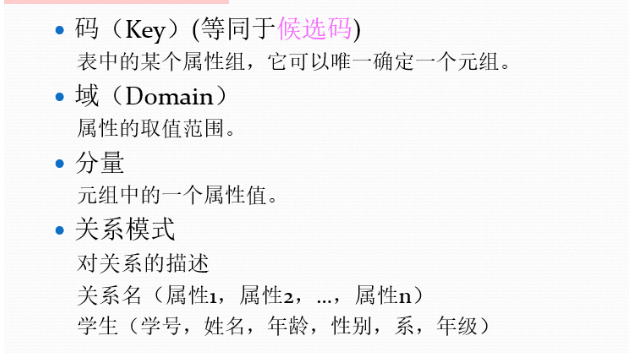 • 码（Key）(等同于候选码)
表中的某个属性组，它可以唯一确定一个元组。
• 域（Domain）
属性的取值范围。
• 分量
元组中的一个属性值。
• 关系模式
对关系的描述
关系名（属性1，属性2，…，属性n）
学生（学号，姓名，年龄，性别，系，年级）